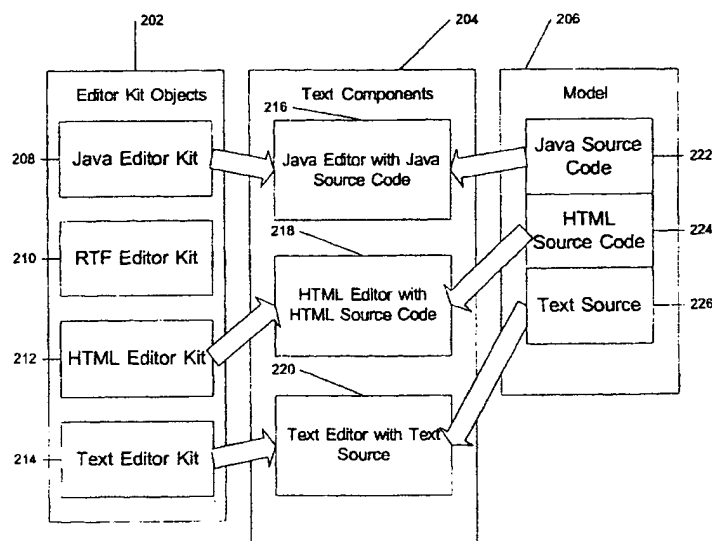 202
204
206
Editor Kit Objects
Text Components
Model
216
208
Java Editor Kit
Java Editor with Java
Source Code
Java Source
Code
222
210
RTF Editor Kit
218
HTML
Source Code
224
HTML Editor with
HTML Source Code
Text Source
226
212
HTML Editor Kit
220
214
Text Editor Kit
Text Editor with Text
Source